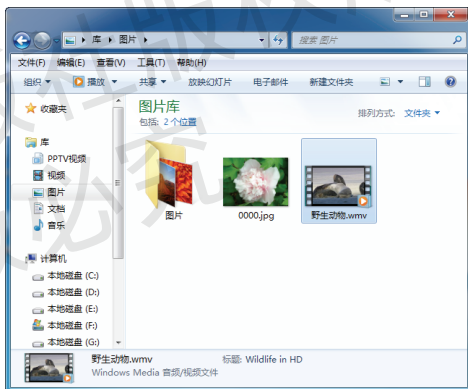 库 ▸ 图片 ▸
搜索 图片
文件(F) 编辑(E) 查看(V) 工具(T) 帮助(H)
组织 播放 共享 放映幻灯片 电子邮件 新建文件夹
收藏夹
库
PPTV视频
视频
图片
文档
音乐
计算机
本地磁盘 (C:)
本地磁盘 (D:)
本地磁盘 (E:)
本地磁盘 (F:)
本地磁盘 (G:)
图片库
包括: 2 个位置
排列方式: 文件夹
图片
0000.jpg
野生动物.wmv
野生动物.wmv
标题: Wildlife in HD
Windows Media 音频/视频文件